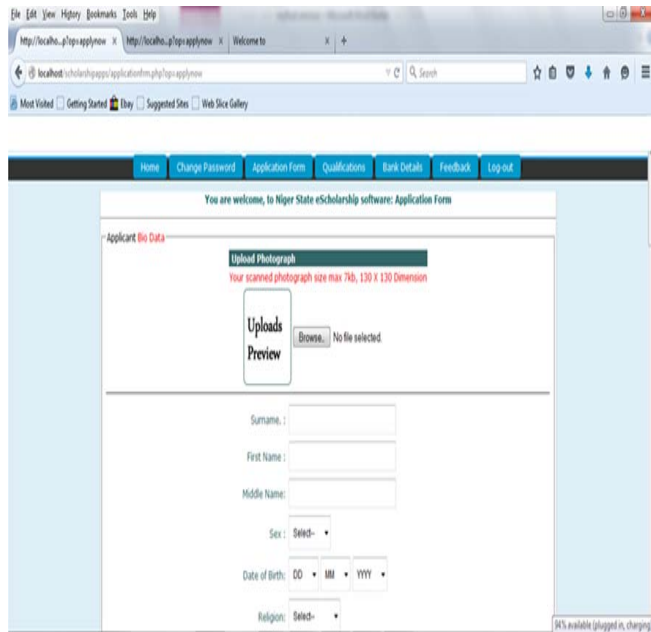 File Edit View History Bookmarks Tools Help
http://localho...p?op=applynow × http://localho...p?op=applynow × Welcome to × +
localhost/scholarshipapps/applicationfrm.php?op=applynow Search
Most Visited Getting Started Ebay Suggested Sites Web Slice Gallery
Home Change Password Application Form Qualifications Bank Details Feedback Log-out
You are welcome, to Niger State eScholarship software: Application Form
Applicant Bio Data
Upload Photograph
Your scanned photograph size max 7kb, 130 X 130 Dimension
Uploads
Preview
Browse.. No file selected.
Surname. :
First Name :
Middle Name:
Sex : Select--
Date of Birth: DD MM YYYY
Religion: Select--
94% available (plugged in, charging